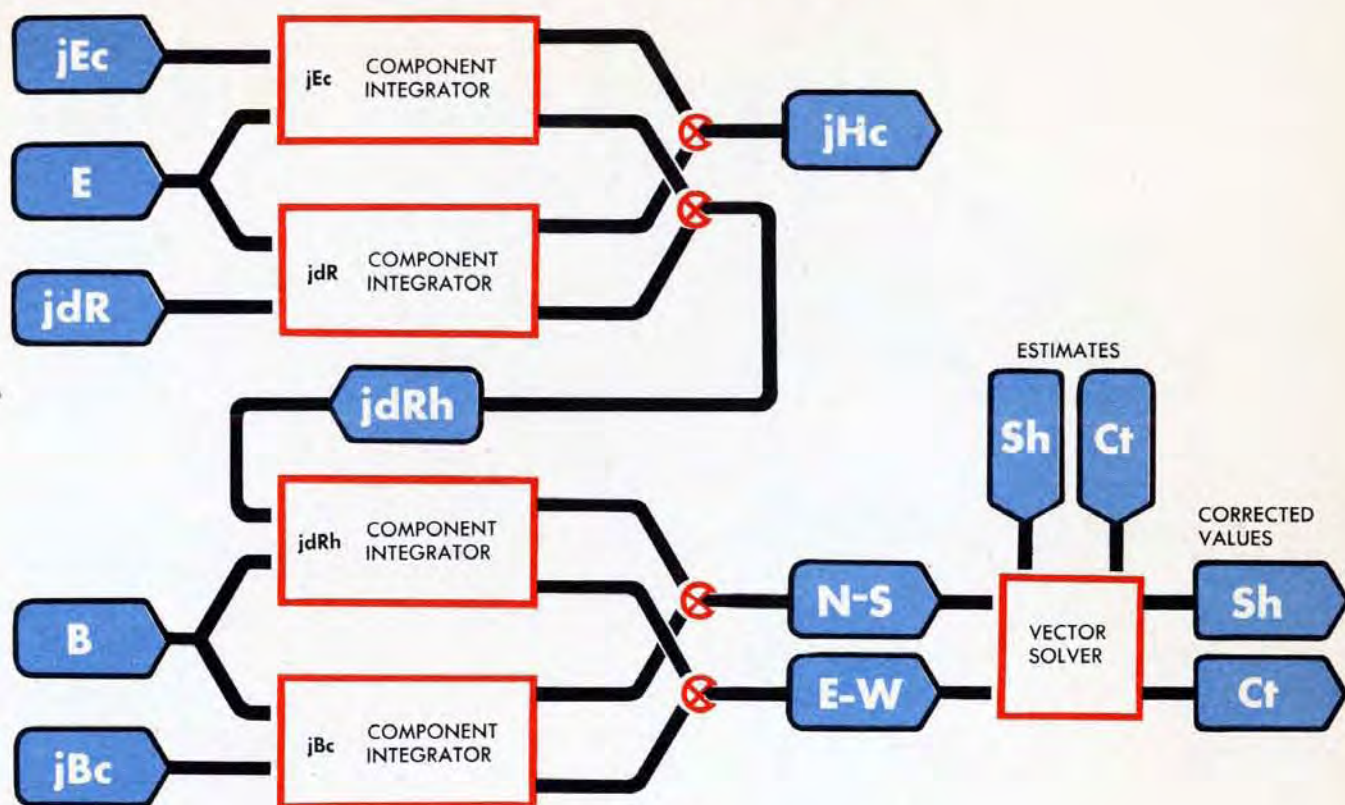 jEc
jEc COMPONENT
INTEGRATOR
jHc
E
jdR COMPONENT
INTEGRATOR
jdR
jdRh
ESTIMATES
Sh Ct
jdRh COMPONENT
INTEGRATOR
CORRECTED
VALUES
B
N-S
Sh
VECTOR
SOLVER
E-W
Ct
jBc COMPONENT
INTEGRATOR
jBc